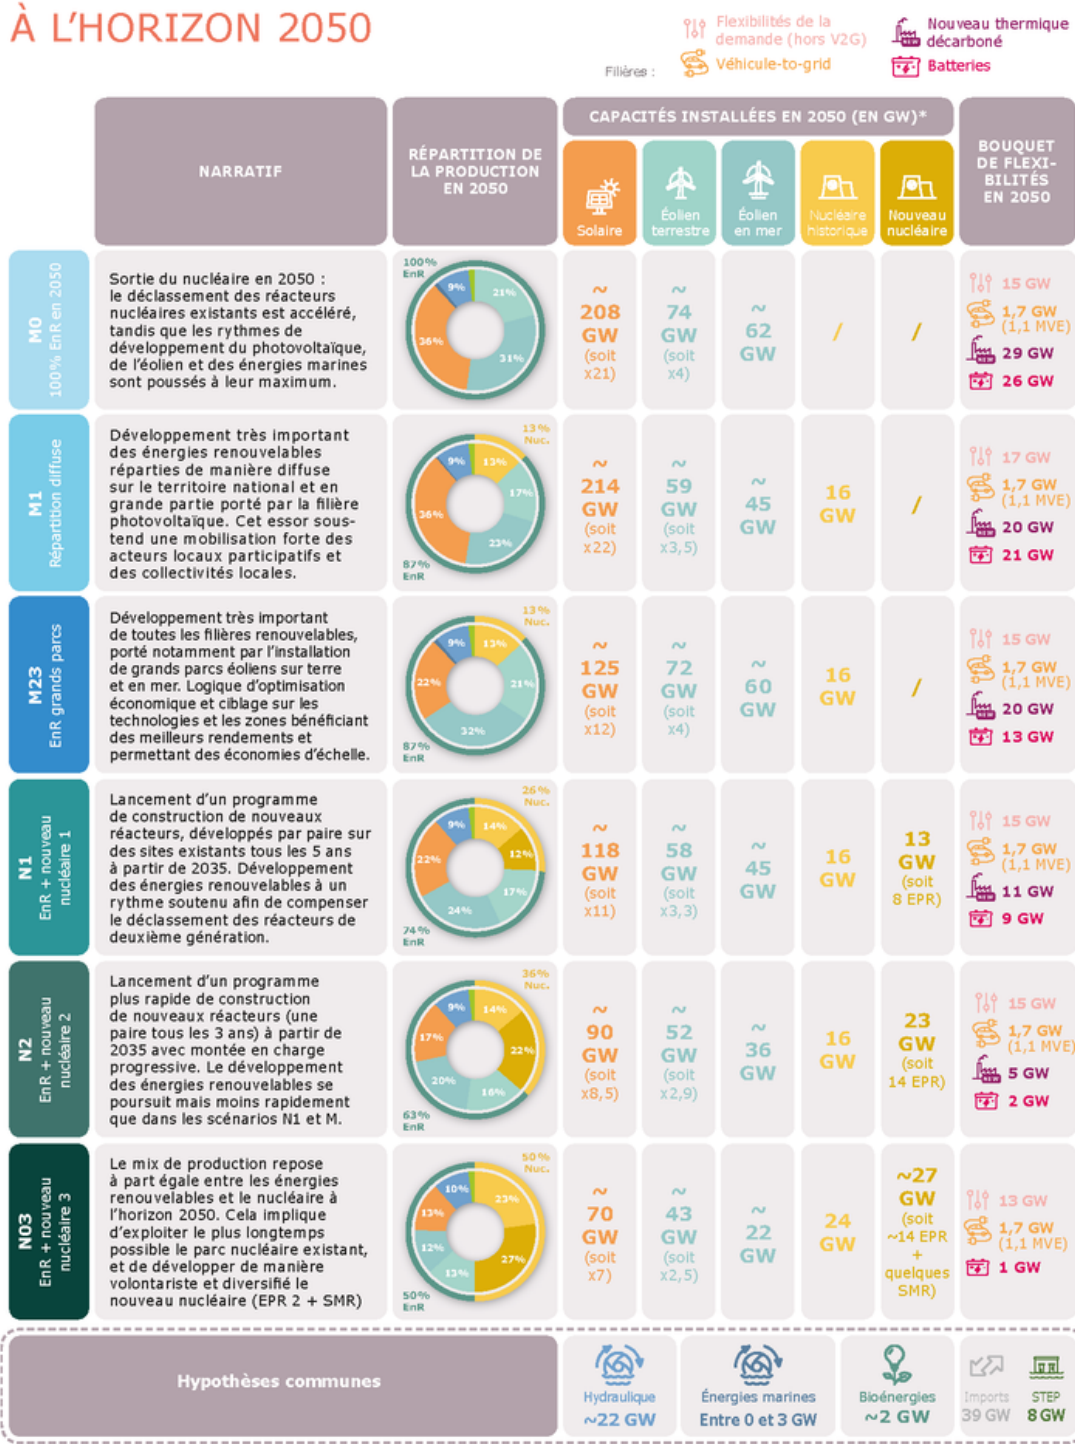 À L’HORIZON 2050
Filières :
Flexibilités de la
demande (hors V2G)
Véhicule-to-grid
Nouveau thermique
décarboné
Batteries
NARRATIF
RÉPARTITION DE
LA PRODUCTION
EN 2050
CAPACITÉS INSTALLÉES EN 2050 (EN GW)*
Solaire
Éolien
terrestre
Éolien
en mer
Nucléaire
historique
Nouveau
nucléaire
BOUQUET
DE FLEXI-
BILITÉS
EN 2050
M0
100% EnR en 2050
Sortie du nucléaire en 2050 :
le déclassement des réacteurs
nucléaires existants est accéléré,
tandis que les rythmes de
développement du photovoltaïque,
de l’éolien et des énergies marines
sont poussés à leur maximum.
100%
EnR
9%
21%
36%
31%
~
208
GW
(soit
x21)
~
74
GW
(soit
x4)
~
62
GW
/
/
15 GW
1,7 GW
(1,1 MVE)
29 GW
26 GW
M1
Répartition diffuse
Développement très important
des énergies renouvelables
réparties de manière diffuse
sur le territoire national et en
grande partie porté par la filière
photovoltaïque. Cet essor sous-
tend une mobilisation forte des
acteurs locaux participatifs et
des collectivités locales.
13%
Nuc.
9%
13%
17%
36%
23%
87%
EnR
~
214
GW
(soit
x22)
~
59
GW
(soit
x3,5)
~
45
GW
16
GW
/
17 GW
1,7 GW
(1,1 MVE)
20 GW
21 GW
M23
EnR grands parcs
Développement très important
de toutes les filières renouvelables,
porté notamment par l’installation
de grands parcs éoliens sur terre
et en mer. Logique d’optimisation
économique et ciblage sur les
technologies et les zones bénéficiant
des meilleurs rendements et
permettant des économies d’échelle.
13%
Nuc.
9%
13%
22%
21%
32%
87%
EnR
~
125
GW
(soit
x12)
~
72
GW
(soit
x4)
~
60
GW
16
GW
/
15 GW
1,7 GW
(1,1 MVE)
20 GW
13 GW
N1
EnR + nouveau
nucléaire 1
Lancement d’un programme
de construction de nouveaux
réacteurs, développés par paire sur
des sites existants tous les 5 ans
à partir de 2035. Développement
des énergies renouvelables à un
rythme soutenu afin de compenser
le déclassement des réacteurs de
deuxième génération.
26%
Nuc.
9%
14%
22%
12%
17%
24%
74%
EnR
~
118
GW
(soit
x11)
~
58
GW
(soit
x3,3)
~
45
GW
16
GW
13
GW
(soit
8 EPR)
15 GW
1,7 GW
(1,1 MVE)
11 GW
9 GW
N2
EnR + nouveau
nucléaire 2
Lancement d’un programme
plus rapide de construction
de nouveaux réacteurs (une
paire tous les 3 ans) à partir de
2035 avec montée en charge
progressive. Le développement
des énergies renouvelables se
poursuit mais moins rapidement
que dans les scénarios N1 et M.
36%
Nuc.
9%
14%
17%
22%
20%
16%
63%
EnR
~
90
GW
(soit
x8,5)
~
52
GW
(soit
x2,9)
~
36
GW
16
GW
23
GW
(soit
14 EPR)
15 GW
1,7 GW
(1,1 MVE)
5 GW
2 GW
N03
EnR + nouveau
nucléaire 3
Le mix de production repose
à part égale entre les énergies
renouvelables et le nucléaire à
l’horizon 2050. Cela implique
d’exploiter le plus longtemps
possible le parc nucléaire existant,
et de développer de manière
volontariste et diversifié le
nouveau nucléaire (EPR 2 + SMR)
50%
Nuc.
10%
23%
13%
12%
13%
27%
50%
EnR
~
70
GW
(soit
x7)
~
43
GW
(soit
x2,5)
~
22
GW
24
GW
~27
GW
(soit
~14 EPR
+
quelques
SMR)
13 GW
1,7 GW
(1,1 MVE)
1 GW
Hypothèses communes
Hydraulique
~22 GW
Énergies marines
Entre 0 et 3 GW
Bioénergies
~2 GW
Imports
39 GW
STEP
8 GW